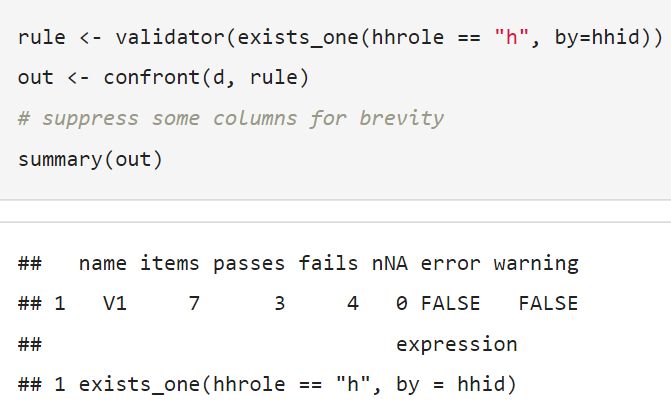 rule <- validator(exists_one(hhrole == "h", by=hhid))
out <- confront(d, rule)
# suppress some columns for brevity
summary(out)
##   name items passes fails nNA error warning
## 1   V1     7      3     4   0 FALSE   FALSE
##                               expression
## 1 exists_one(hhrole == "h", by = hhid)